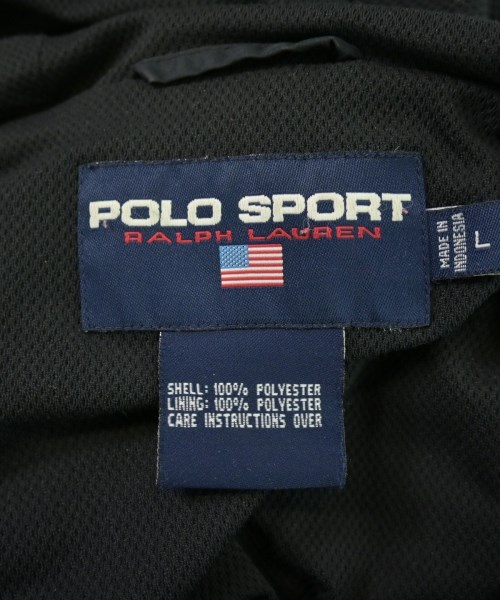 POLO SPORT
RALPH LAUREN
MADE IN
INDONESIA
L
SHELL: 100% POLYESTER
LINING: 100% POLYESTER
CARE INSTRUCTIONS OVER